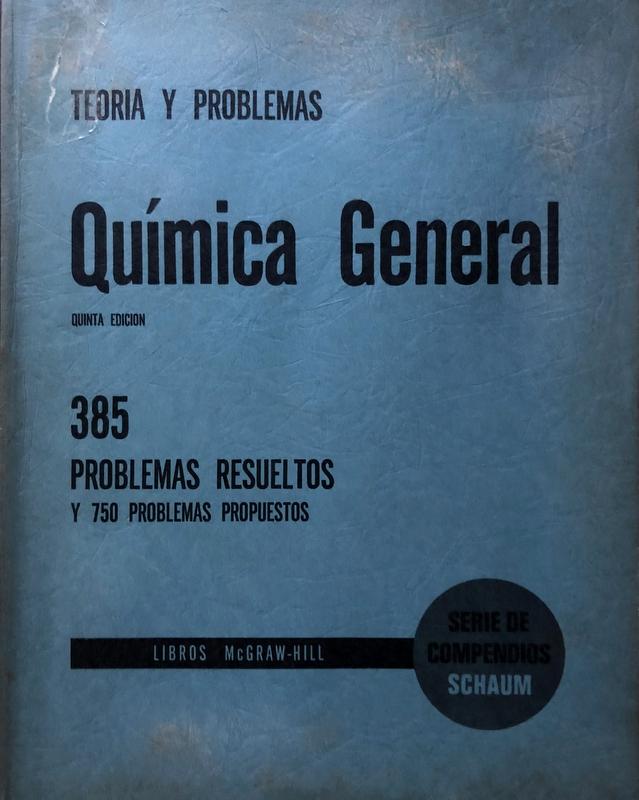 TEORIA Y PROBLEMAS
Química General
QUINTA EDICION
385
PROBLEMAS RESUELTOS
Y 750 PROBLEMAS PROPUESTOS
LIBROS McGRAW-HILL
SERIE DE
COMPENDIOS
SCHAUM